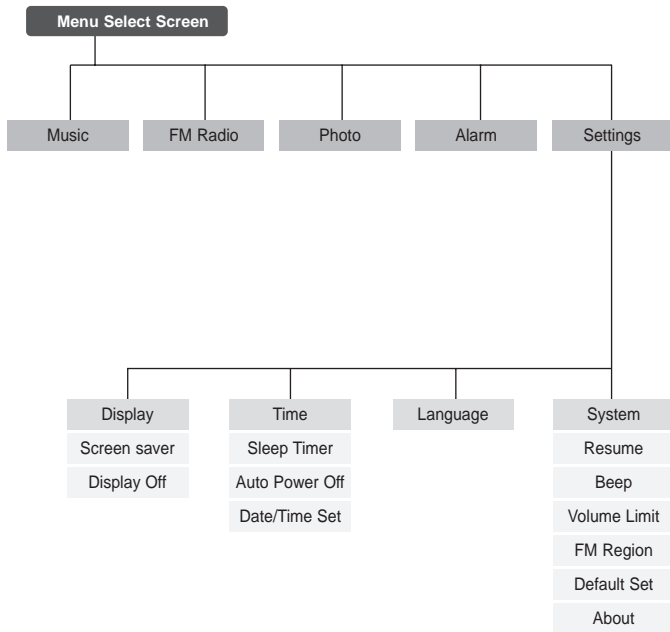 Menu Select Screen
Music
FM Radio
Photo
Alarm
Settings
Display
Screen saver
Display Off
Time
Sleep Timer
Auto Power Off
Date/Time Set
Language
System
Resume
Beep
Volume Limit
FM Region
Default Set
About